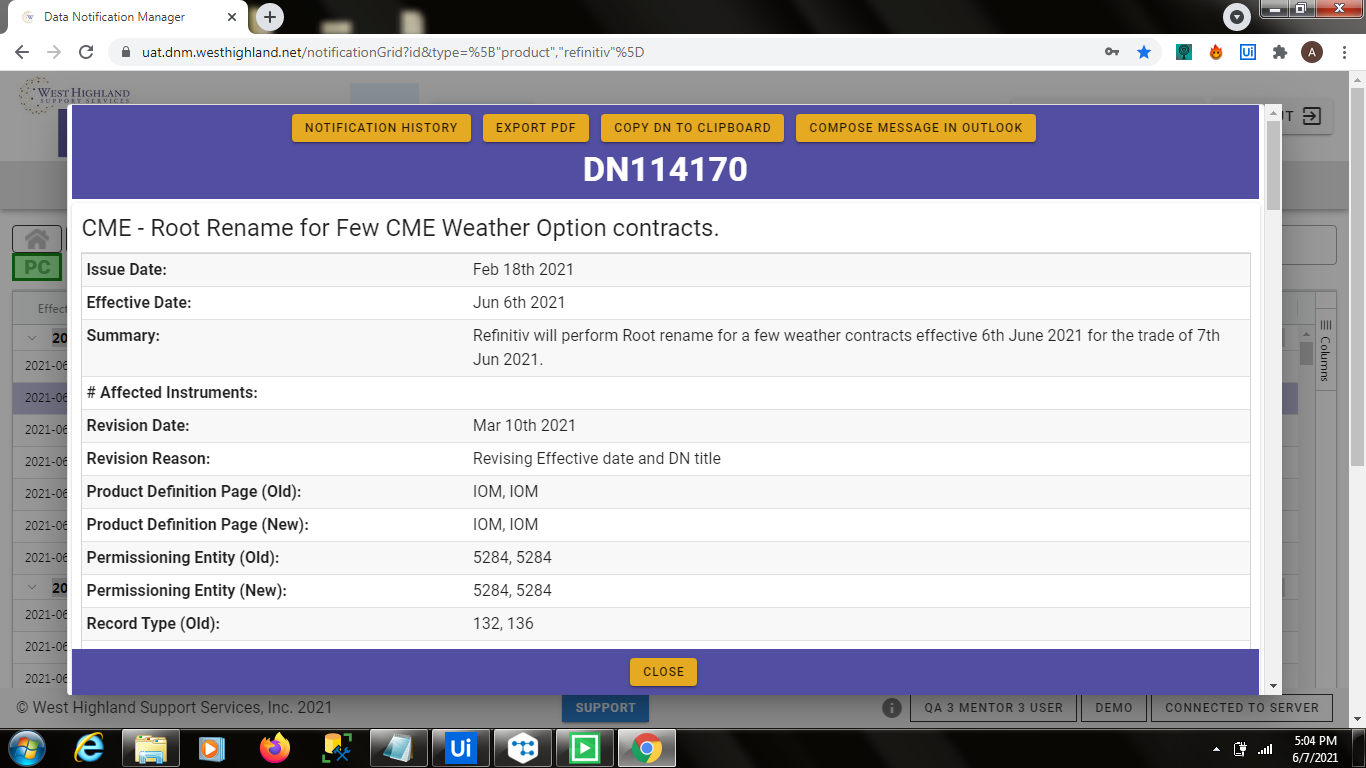 Data Notification Manager
uat.dnm.westhighland.net/notificationGrid?id&type=%5B"product","refinitiv"%5D
Ui
A
WEST HIGHLAND
SUPPORT SERVICES
NOTIFICATION HISTORY
EXPORT PDF
COPY DN TO CLIPBOARD
COMPOSE MESSAGE IN OUTLOOK
DN114170
CME - Root Rename for Few CME Weather Option contracts.
Issue Date: Feb 18th 2021
Effective Date: Jun 6th 2021
Summary: Refinitiv will perform Root rename for a few weather contracts effective 6th June 2021 for the trade of 7th
Jun 2021.
# Affected Instruments:
Revision Date: Mar 10th 2021
Revision Reason: Revising Effective date and DN title
Product Definition Page (Old): IOM, IOM
Product Definition Page (New): IOM, IOM
Permissioning Entity (Old): 5284, 5284
Permissioning Entity (New): 5284, 5284
Record Type (Old): 132, 136
CLOSE
PC
Effect
20
2021-06
2021-06
2021-06
2021-06
2021-06
2021-06
2021-06
20
2021-06
2021-06
2021-06
Columns
© West Highland Support Services, Inc. 2021
SUPPORT
QA 3 MENTOR 3 USER
DEMO
CONNECTED TO SERVER
Ui
5:04 PM
6/7/2021